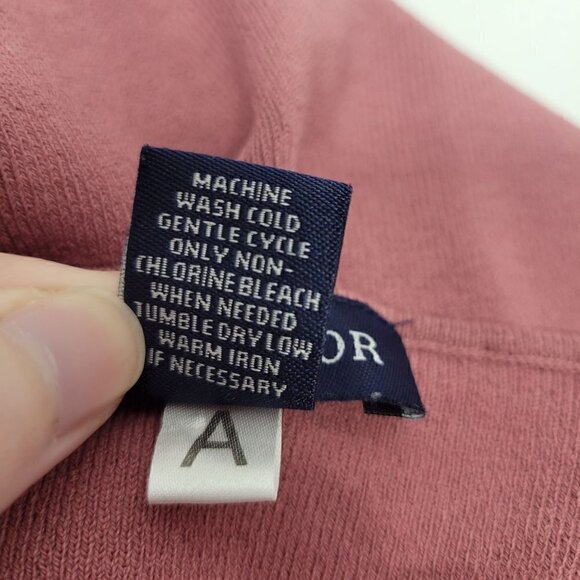 MACHINE
WASH COLD
GENTLE CYCLE
ONLY NON-
CHLORINE BLEACH
WHEN NEEDED
TUMBLE DRY LOW
WARM IRON
IF NECESSARY
OR
A